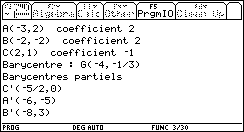 F1 F2 F3 F4 F5 F6
Algebra Calc Other PrgmIO Clean Up
A(-3,2) coefficient 2
B(-2,-2) coefficient 2
C(2,1) coefficient -1
Barycentre : G(-4,-1/3)
Barycentres partiels
C'(-5/2,0)
A'(-6,-5)
B'(-8,3)
PROG DEG AUTO FUNC 3/30